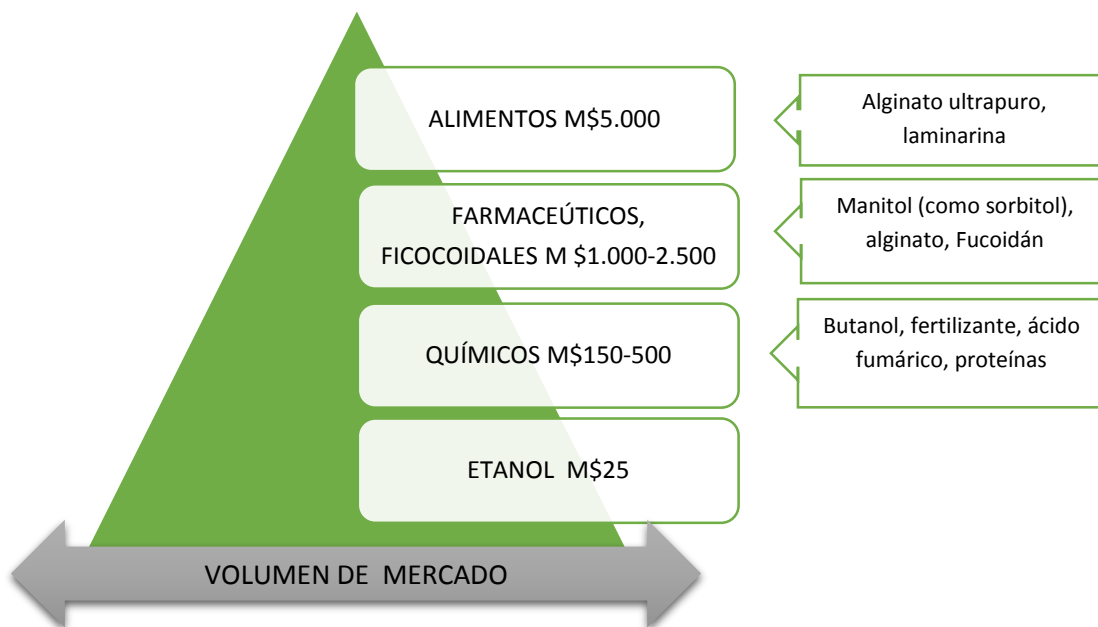 ALIMENTOS M$5.000
Alginato ultrapuro,
laminarina
FARMACEÚTICOS,
FICOCOIDALES M $1.000-2.500
Manitol (como sorbitol),
alginato, Fucoidán
QUÍMICOS M$150-500
Butanol, fertilizante, ácido
fumárico, proteínas
ETANOL M$25
VOLUMEN DE MERCADO